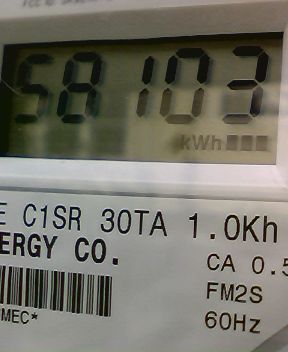 58103
kWh
E C1SR 30TA 1.0Kh
ERGY CO.
CA 0.5
FM2S
MEC*
60Hz